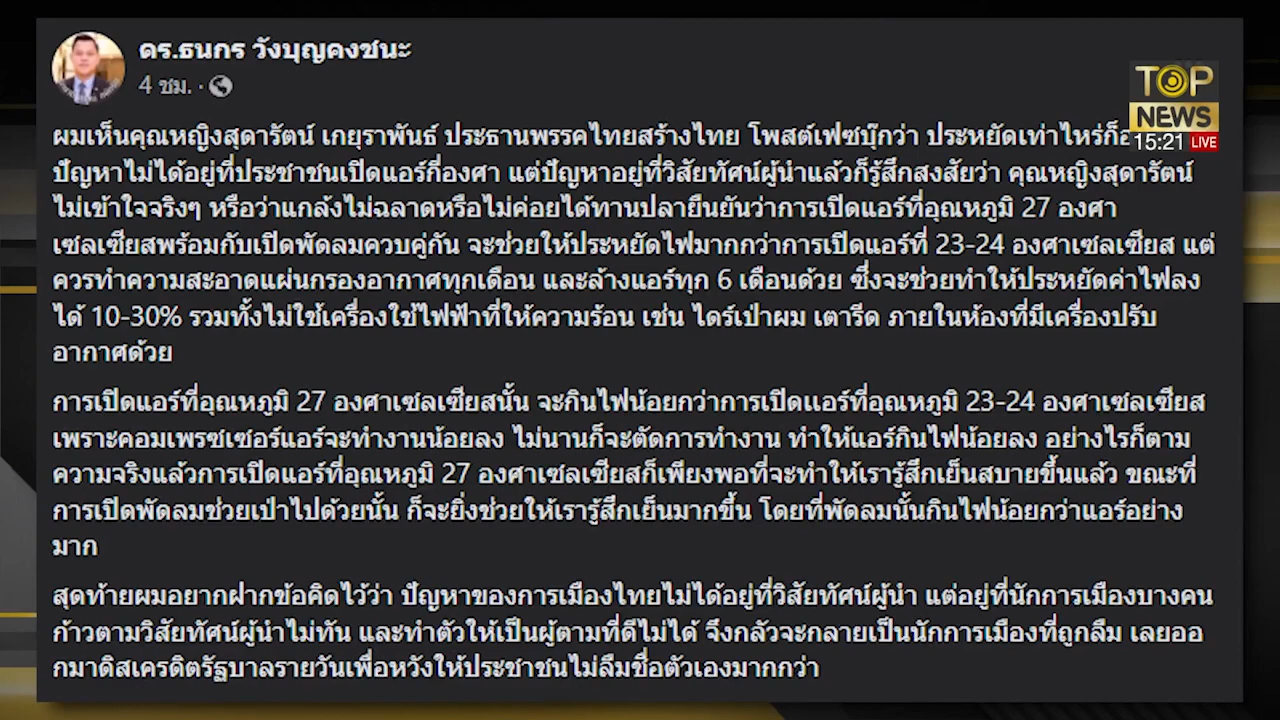 ดร.ธนกร วังบุญคงชนะ
4 ชม.
TOP
NEWS
15:21 LIVE
ผมเห็นคุณหญิงสุดารัตน์ เกยุราพันธ์ ประธานพรรคไทยสร้างไทย โพสต์เฟซบุ๊กว่า ประหยัดเท่าไหร่ก็
ปัญหาไม่ได้อยู่ที่ประชาชนเปิดแอร์กี่องศา แต่ปัญหาอยู่ที่วิสัยทัศน์ผู้นำแล้วก็รู้สึกสงสัยว่า คุณหญิงสุดารัตน์
ไม่เข้าใจจริงๆ หรือว่าแกล้งไม่ฉลาดหรือไม่ค่อยได้ทานปลายืนยันว่าการเปิดแอร์ที่อุณหภูมิ 27 องศา
เซลเซียสพร้อมกับเปิดพัดลมควบคู่กัน จะช่วยให้ประหยัดไฟมากกว่าการเปิดแอร์ที่ 23-24 องศาเซลเซียส แต่
ควรทำความสะอาดแผ่นกรองอากาศทุกเดือน และล้างแอร์ทุก 6 เดือนด้วย ซึ่งจะช่วยทำให้ประหยัดค่าไฟลง
ได้ 10-30% รวมทั้งไม่ใช้เครื่องใช้ไฟฟ้าที่ให้ความร้อน เช่น ไดร์เป่าผม เตารีด ภายในห้องที่มีเครื่องปรับ
อากาศด้วย
การเปิดแอร์ที่อุณหภูมิ 27 องศาเซลเซียสนั้น จะกินไฟน้อยกว่าการเปิดแอร์ที่อุณหภูมิ 23-24 องศาเซลเซียส
เพราะคอมเพรซเซอร์แอร์จะทำงานน้อยลง ไม่นานก็จะตัดการทำงาน ทำให้แอร์กินไฟน้อยลง อย่างไรก็ตาม
ความจริงแล้วการเปิดแอร์ที่อุณหภูมิ 27 องศาเซลเซียสก็เพียงพอที่จะทำให้เรารู้สึกเย็นสบายขึ้นแล้ว ขณะที่
การเปิดพัดลมช่วยเป่าไปด้วยนั้น ก็จะยิ่งช่วยให้เรารู้สึกเย็นมากขึ้น โดยที่พัดลมนั้นกินไฟน้อยกว่าแอร์อย่าง
มาก
สุดท้ายผมอยากฝากข้อคิดไว้ว่า ปัญหาของการเมืองไทยไม่ได้อยู่ที่วิสัยทัศน์ผู้นำ แต่อยู่ที่นักการเมืองบางคน
ก้าวตามวิสัยทัศน์ผู้นำไม่ทัน และทำตัวให้เป็นผู้ตามที่ดีไม่ได้ จึงกลัวจะกลายเป็นนักการเมืองที่ถูกลืม เลยออ
กมาดิสเครดิตรัฐบาลรายวันเพื่อหวังให้ประชาชนไม่ลืมชื่อตัวเองมากกว่า